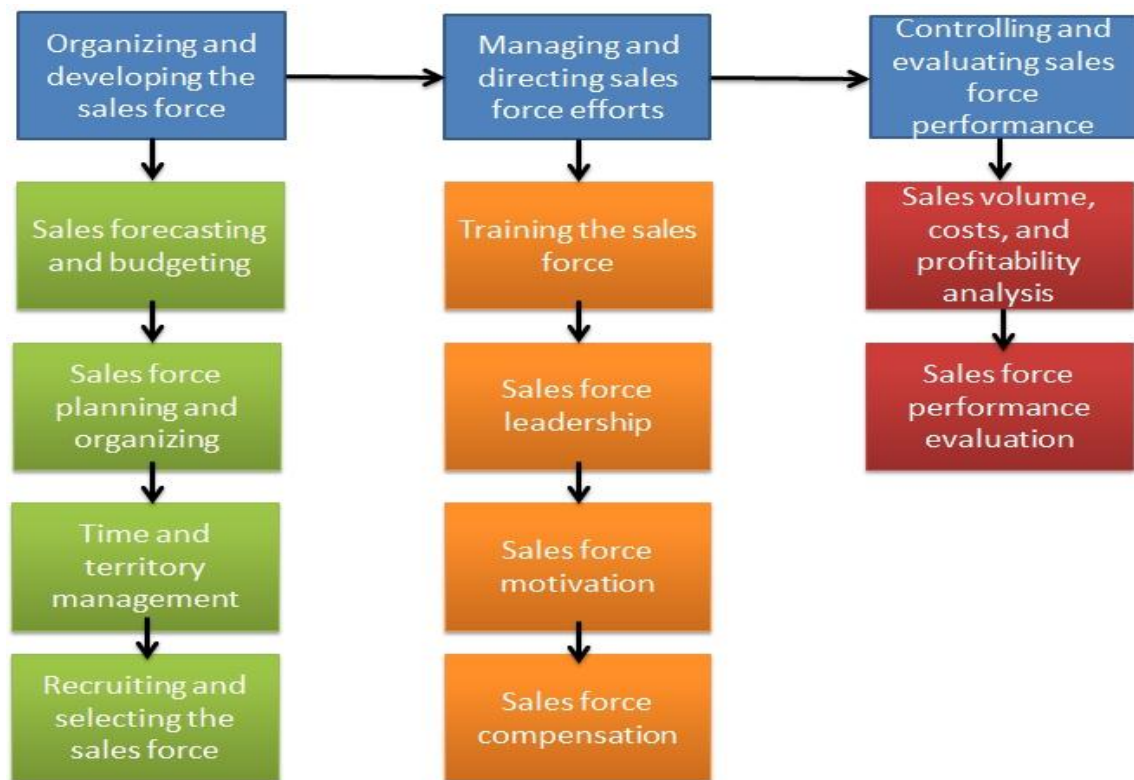 Organizing and
developing the
sales force
Managing and
directing sales
force efforts
Controlling and
evaluating sales
force
performance
Sales forecasting
and budgeting
Training the sales
force
Sales volume,
costs, and
profitability
analysis
Sales force
planning and
organizing
Sales force
leadership
Sales force
performance
evaluation
Time and
territory
management
Sales force
motivation
Recruiting and
selecting the
sales force
Sales force
compensation